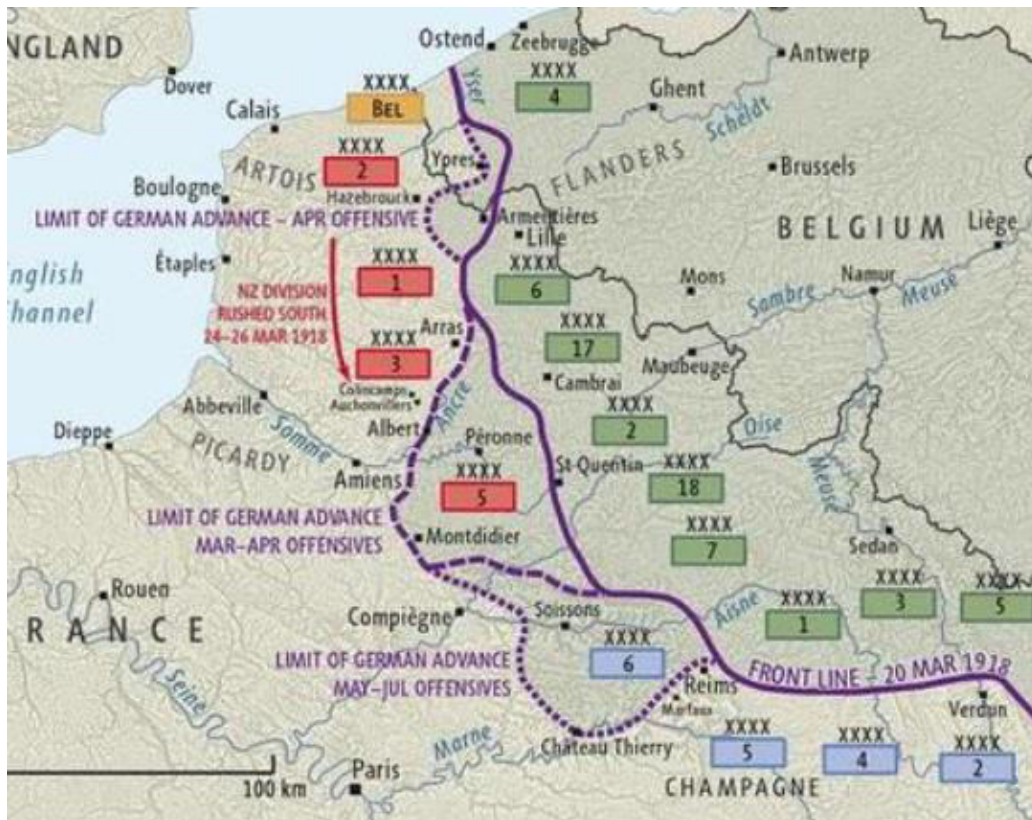 NGLAND
Dover
Ostend
Zeebrugge
Antwerp
Yser
XXXX
4
Ghent
Scheldt
Calais
XXXX
BEL
ARTOIS
XXXX
2
Ypres
FLANDERS
Brussels
Boulogne
Hazebrouck
LIMIT OF GERMAN ADVANCE – APR OFFENSIVE
Armentières
Lille
BELGIUM
Liège
nglish
hannel
Étaples
XXXX
1
XXXX
6
Mons
Namur
Sambre
Meuse
NZ DIVISION
RUSHED SOUTH
24–26 MAR 1918
Arras
XXXX
3
XXXX
17
Maubeuge
Cambrai
Colincamps
Auchonvillers
Abbeville
Albert
Ancre
Dieppe
Somme
PICARDY
Péronne
XXXX
2
Oise
Amiens
XXXX
5
St Quentin
XXXX
18
Meuse
LIMIT OF GERMAN ADVANCE
MAR–APR OFFENSIVES
Montdidier
XXXX
7
Sedan
Rouen
RANCE
Compiègne
Soissons
Aisne
XXXX
1
XXXX
3
XXXX
5
Seine
LIMIT OF GERMAN ADVANCE
MAY–JUL OFFENSIVES
XXXX
6
Reims
Marfaux
FRONT LINE – 20 MAR 1918
Verdun
Marne
Château Thierry
XXXX
5
XXXX
4
XXXX
2
CHAMPAGNE
Paris
100 km